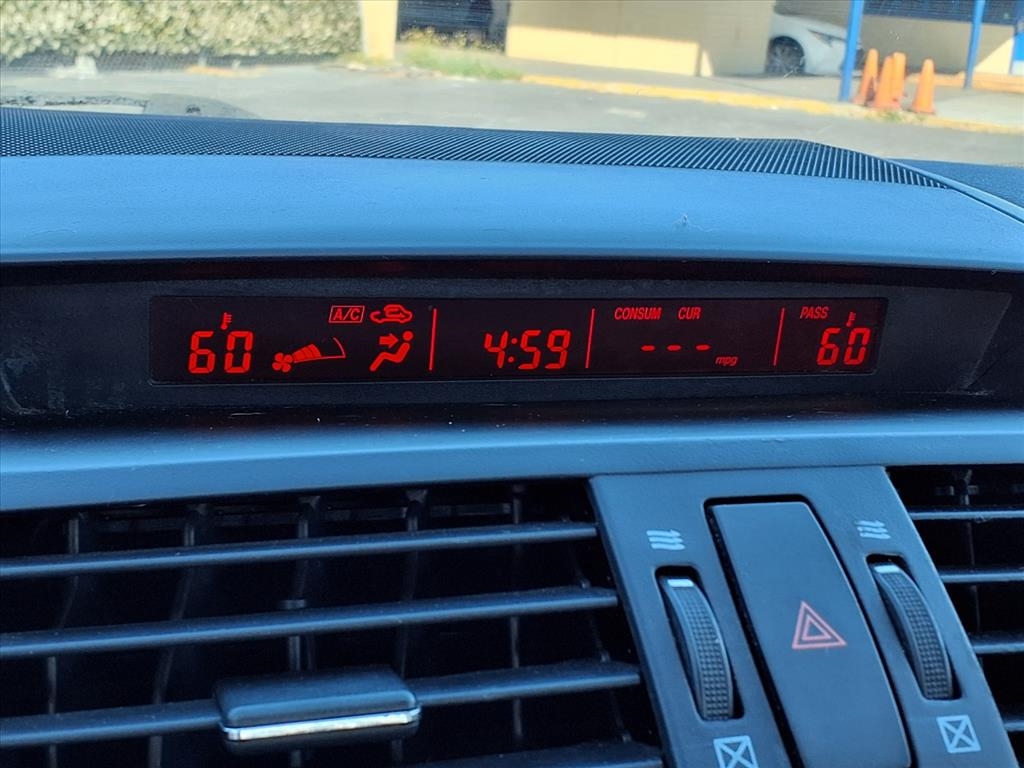 A/C CONSUM CUR PASS
60 4:59 --- mpg 60